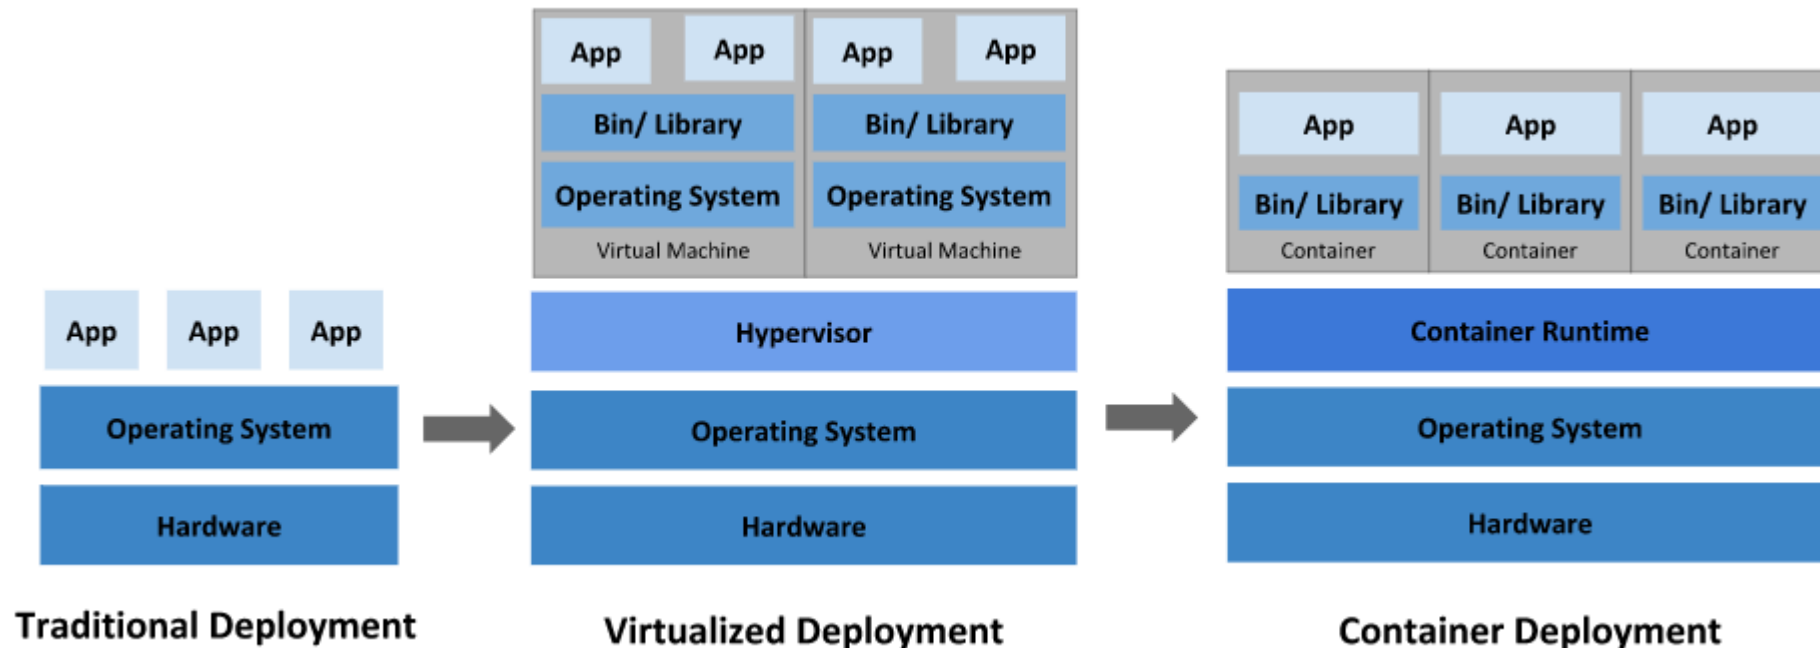 App
App
App
Operating System
Hardware
Traditional Deployment
App
App
App
App
Bin/ Library
Bin/ Library
Operating System
Operating System
Virtual Machine
Virtual Machine
Hypervisor
Operating System
Hardware
Virtualized Deployment
App
App
App
Bin/ Library
Bin/ Library
Bin/ Library
Container
Container
Container
Container Runtime
Operating System
Hardware
Container Deployment